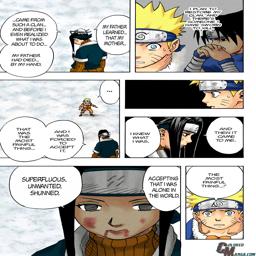 I PLAN TO
RESTORE MY
CLAN, AND
THERE'S
SOMEONE
...
MY FATHER
LEARNED...
THAT MY
MOTHER...
...CAME FROM
SUCH A CLAN...
AND BEFORE I
EVEN REALIZED
WHAT I WAS
ABOUT TO DO...
MY FATHER
HAD DIED...
BY MY HAND.
AND
THEN IT
CAME
TO ME...
I KNEW
WHAT I
WAS.
AND I
WAS
FORCED TO
ACCEPT
IT.
THAT
WAS THE
MOST
PAINFUL
THING...
THE
MOST
PAINFUL
THING...?
ACCEPTING
THAT I WAS
ALONE IN
THE WORLD.
SUPERFLUOUS.
UNWANTED.
SHUNNED.
COLORED
MANGA.COM